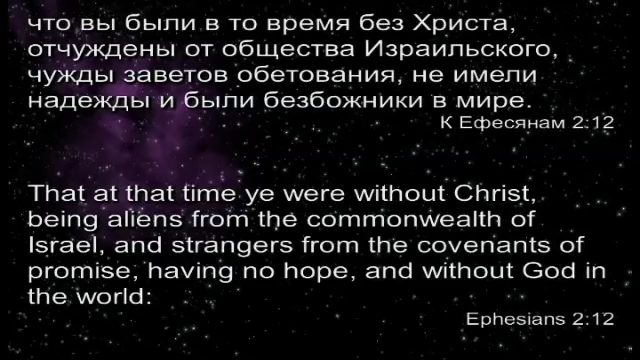 что вы были в то время без Христа,
отчуждены от общества Израильского,
чужды заветов обетования, не имели
надежды и были безбожники в мире.
К Ефесянам 2:12
That at that time ye were without Christ,
being aliens from the commonwealth of
Israel, and strangers from the covenants of
promise, having no hope, and without God in
the world:
Ephesians 2:12